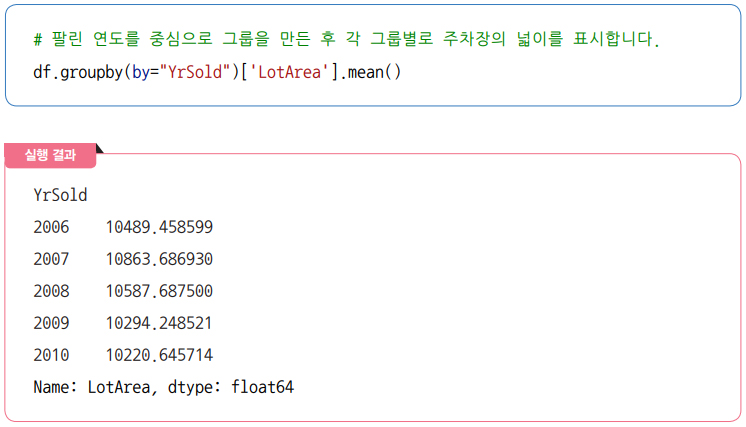 # 팔린 연도를 중심으로 그룹을 만든 후 각 그룹별로 주차장의 넓이를 표시합니다.
df.groupby(by="YrSold")['LotArea'].mean()
실행 결과
YrSold
2006 10489.458599
2007 10863.686930
2008 10587.687500
2009 10294.248521
2010 10220.645714
Name: LotArea, dtype: float64